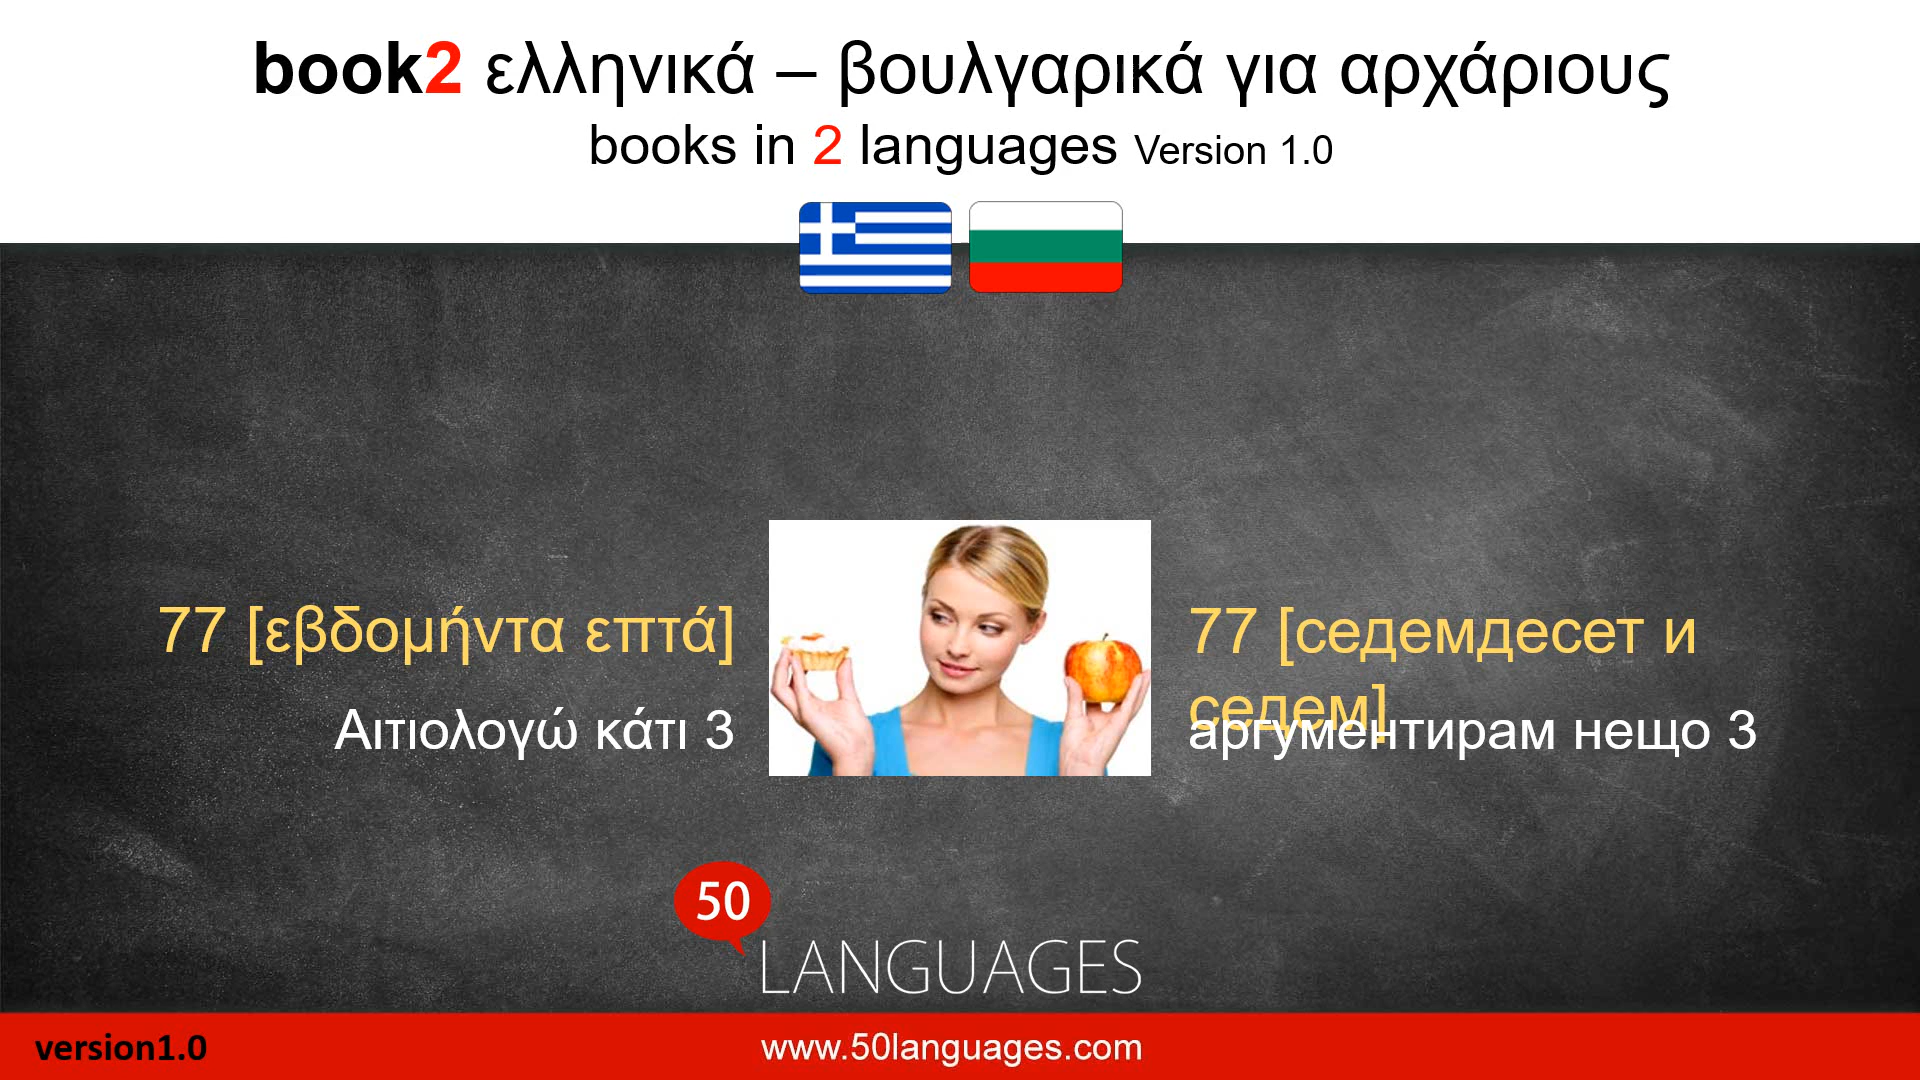 book2 ελληνικά – βουλγαρικά για αρχάριους
books in 2 languages Version 1.0
77 [εβδομήντα επτά]
Αιτιολογώ κάτι 3
77 [седемдесет и
седем]
аргументирам нещо 3
50
LANGUAGES
version1.0
www.50languages.com